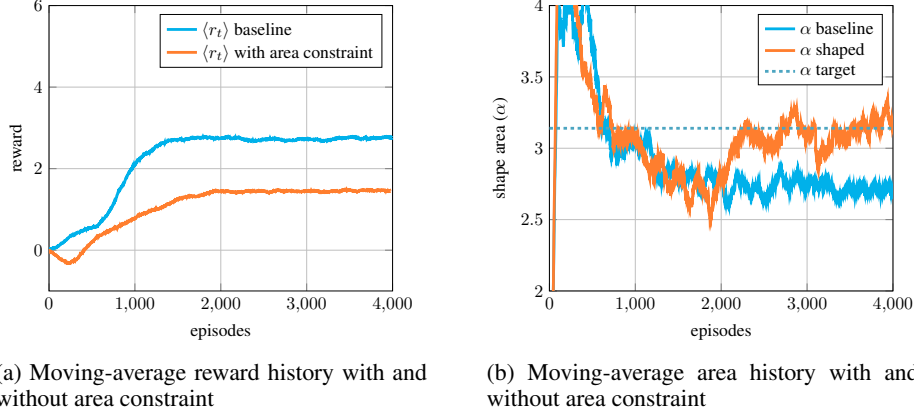 6
4
2
0
reward
0
1,000
2,000
3,000
4,000
episodes
⟨r_t⟩ baseline
⟨r_t⟩ with area constraint
4
3.5
3
2.5
2
shape area (α)
0
1,000
2,000
3,000
4,000
episodes
α baseline
α shaped
α target
(a) Moving-average reward history with and
without area constraint
(b) Moving-average area history with and
without area constraint